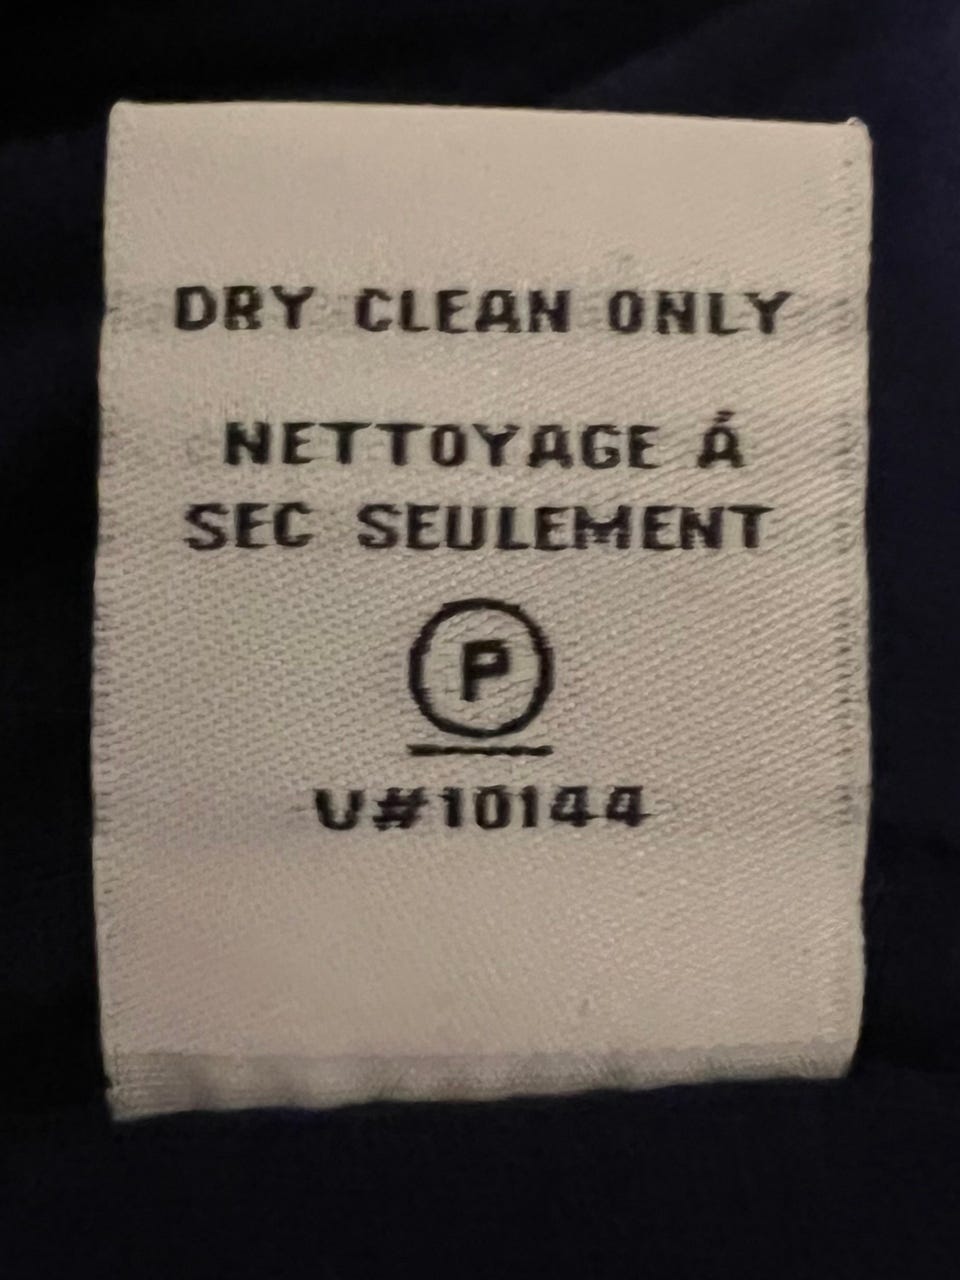 DRY CLEAN ONLY
NETTOYAGE Á
SEC SEULEMENT
P
V#10144